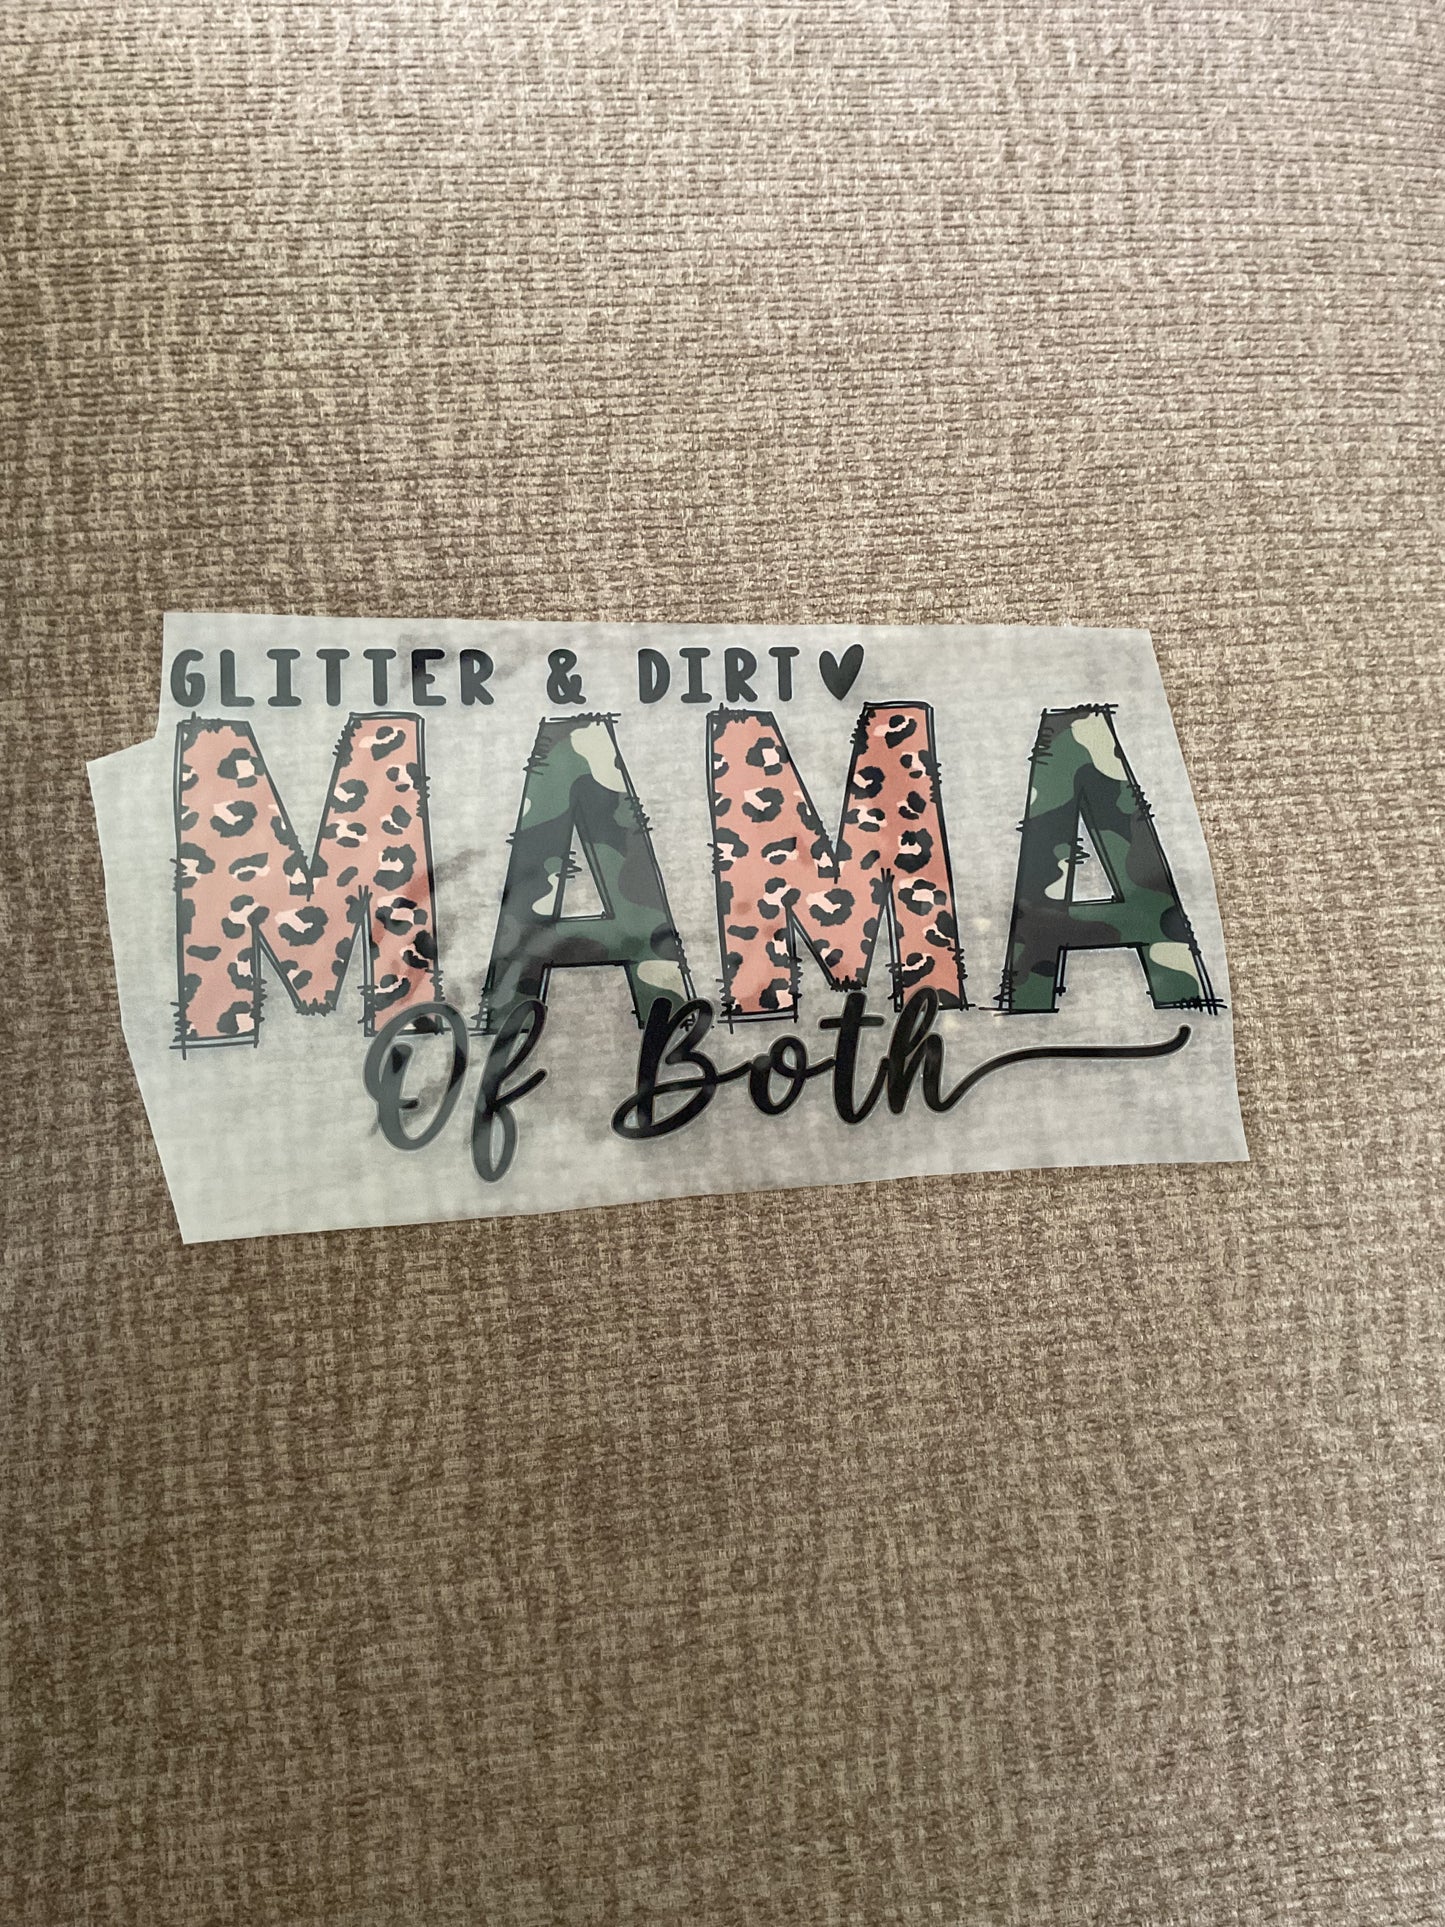 GLITTER & DIRT♥
MAMA
Of Both